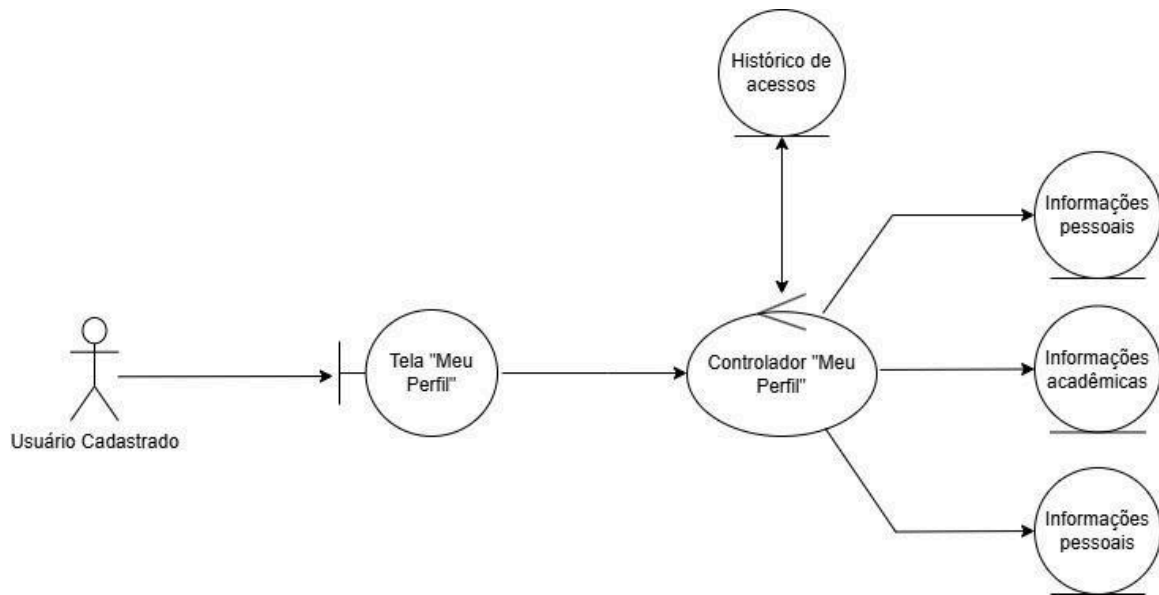 Histórico de
acessos
Informações
pessoais
Tela "Meu
Perfil"
Controlador "Meu
Perfil"
Informações
acadêmicas
Usuário Cadastrado
Informações
pessoais